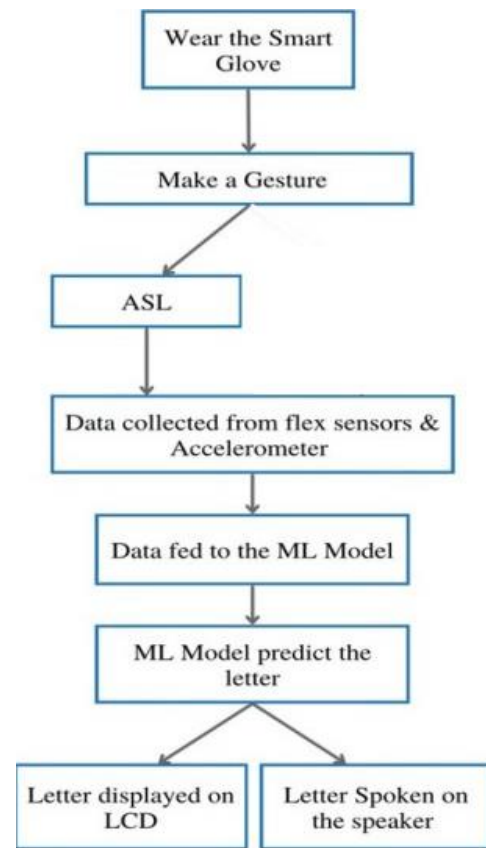 Wear the Smart
Glove
Make a Gesture
ASL
Data collected from flex sensors &
Accelerometer
Data fed to the ML Model
ML Model predict the
letter
Letter displayed on
LCD
Letter Spoken on
the speaker